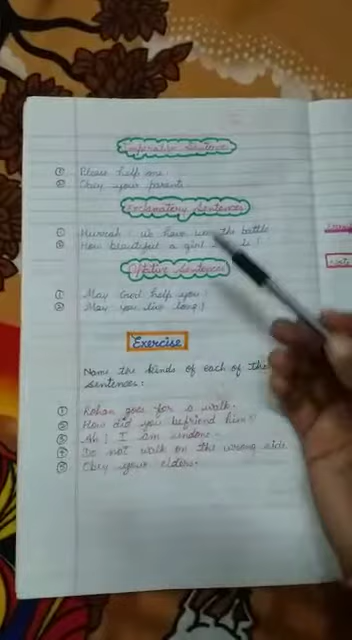 Imperative Sentence
① Please help me.
② Obey your parents.
Exclamatory Sentences
① Hurrah! we have won the battle
② How beautiful a girl is!
Optative Sentences
① May God help you!
② May you live long!
Exercise
Name the kinds of each of the
sentences:
① Rohan goes for a walk.
② How did you befriend him?
③ Ah! I am undone.
④ Do not walk on the wrong side
⑤ Obey your elders.